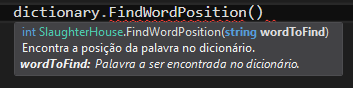 dictionary.FindWordPosition()
int SlaughterHouse.FindWordPosition(string wordToFind)
Encontra a posição da palavra no dicionário.
wordToFind: Palavra a ser encontrada no dicionário.